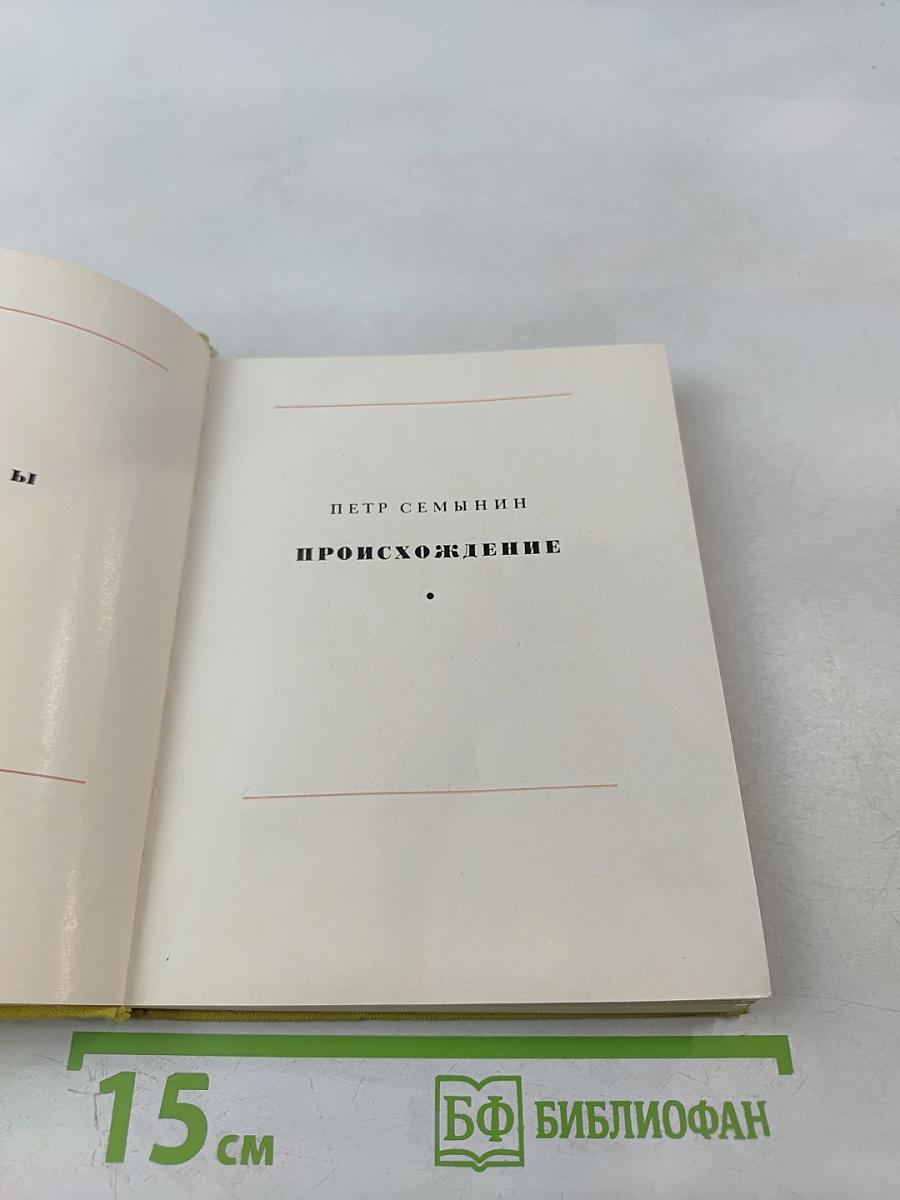 Ы
ПЕТР СЕМЫНИН
ПРОИСХОЖДЕНИЕ
•
15 см
БФ БИБЛИОФАН